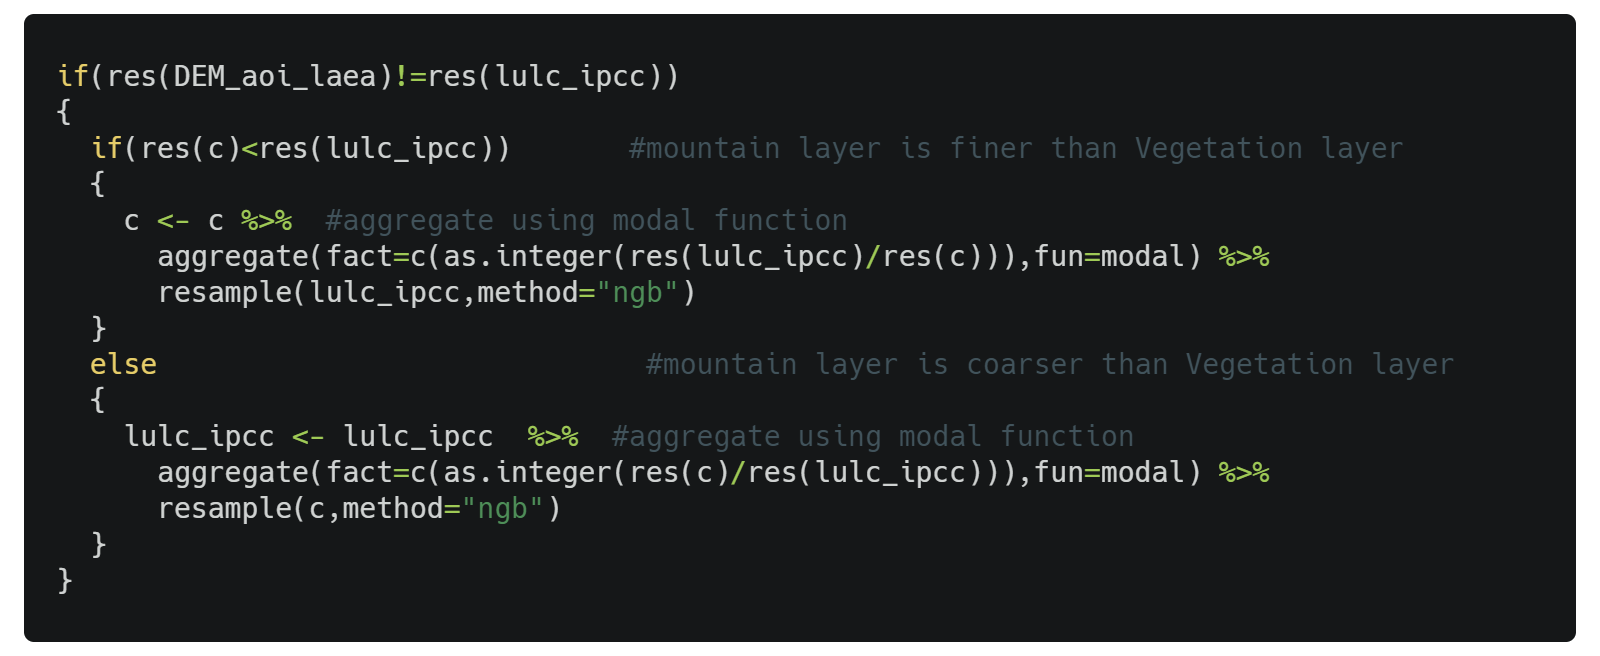 if(res(DEM_aoi_laea)!=res(lulc_ipcc))
{
  if(res(c)<res(lulc_ipcc))       #mountain layer is finer than Vegetation layer
  {
    c <- c %>%  #aggregate using modal function
      aggregate(fact=c(as.integer(res(lulc_ipcc)/res(c))),fun=modal) %>%
      resample(lulc_ipcc,method="ngb")
  }
  else                             #mountain layer is coarser than Vegetation layer
  {
    lulc_ipcc <- lulc_ipcc  %>%  #aggregate using modal function
      aggregate(fact=c(as.integer(res(c)/res(lulc_ipcc))),fun=modal) %>%
      resample(c,method="ngb")
  }
}